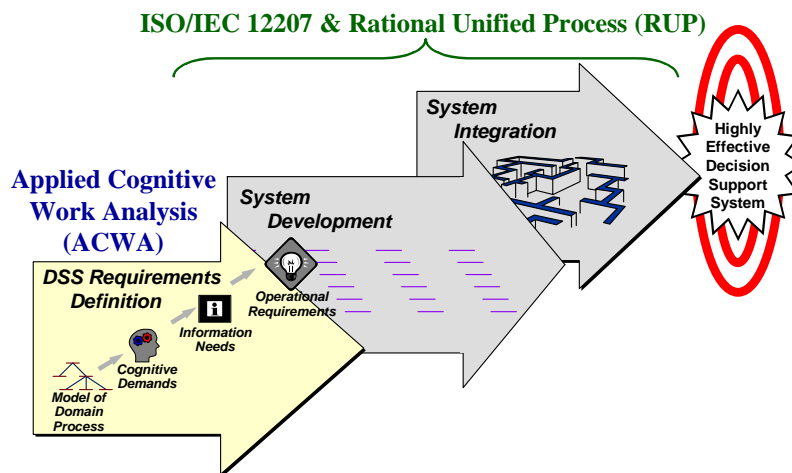 ISO/IEC 12207 & Rational Unified Process (RUP)
System
Integration
Highly
Effective
Decision
Support
System
Applied Cognitive
Work Analysis
(ACWA)
System
Development
DSS Requirements
Definition
Operational
Requirements
i
Information
Needs
Cognitive
Demands
Model of
Domain
Process